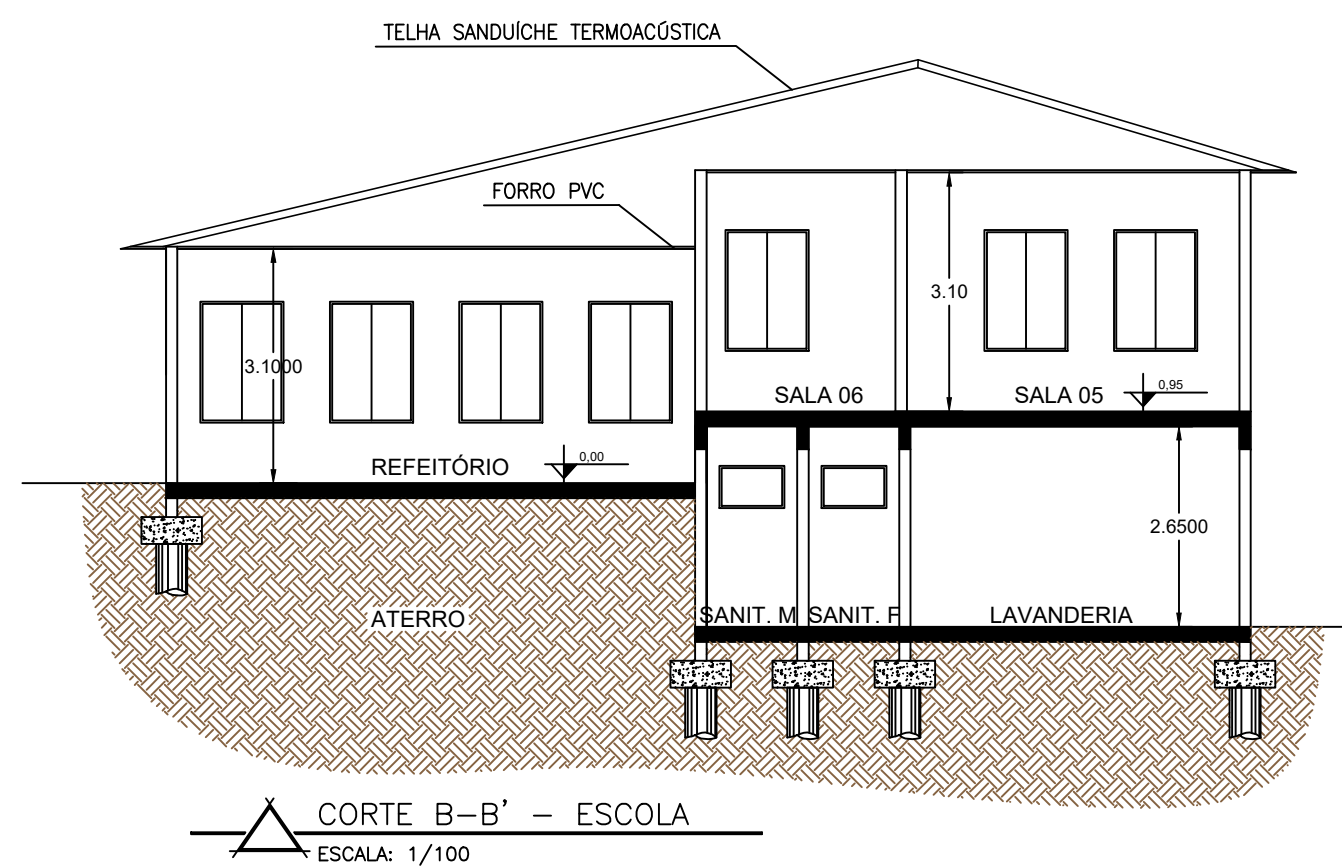 TELHA SANDUÍCHE TERMOACÚSTICA
FORRO PVC
3.10
3.1000
SALA 06
SALA 05
0,95
REFEITÓRIO
0,00
2.6500
ATERRO
SANIT. M
SANIT. F
LAVANDERIA
CORTE B-B' - ESCOLA
ESCALA: 1/100